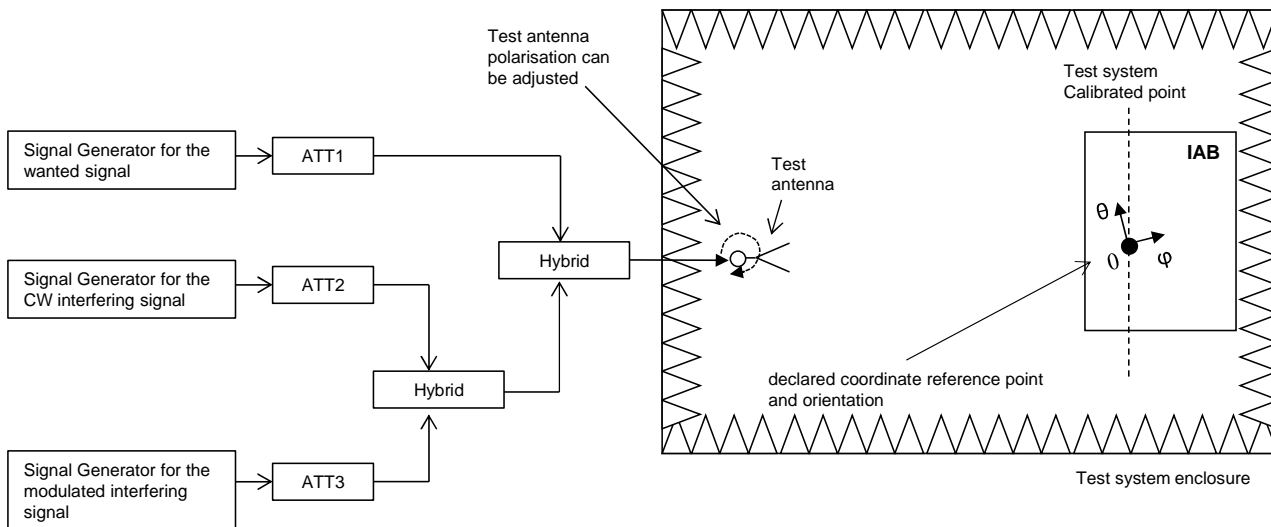 Test antenna
polarisation can
be adjusted
Test system
Calibrated point
Signal Generator for the
wanted signal
ATT1
IAB
Test
antenna
θ
φ
0
Hybrid
Signal Generator for the
CW interfering signal
ATT2
Hybrid
declared coordinate reference point
and orientation
Signal Generator for the
modulated interfering
signal
ATT3
Test system enclosure